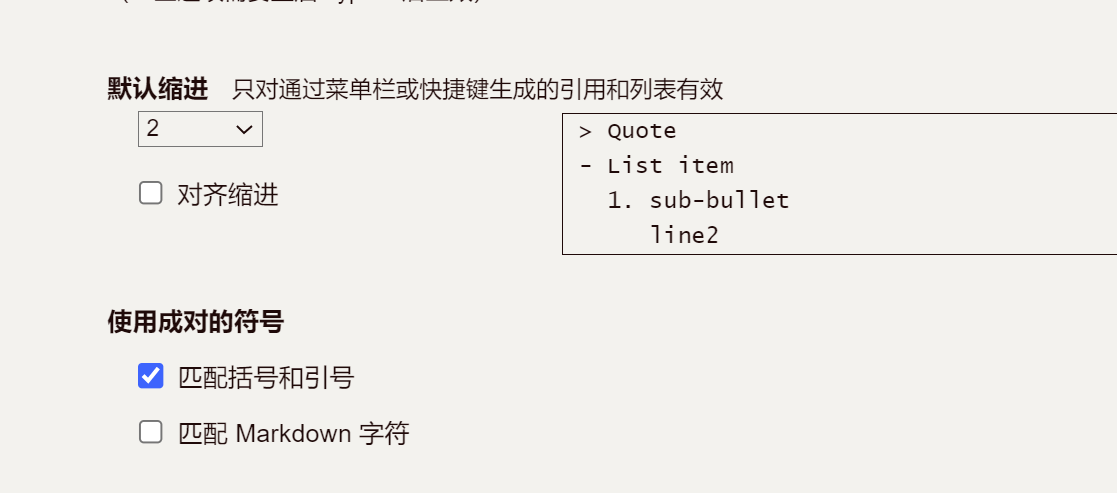 默认缩进 只对通过菜单栏或快捷键生成的引用和列表有效
2
> Quote
- List item
1. sub-bullet
line2
对齐缩进
使用成对的符号
匹配括号和引号
匹配 Markdown 字符